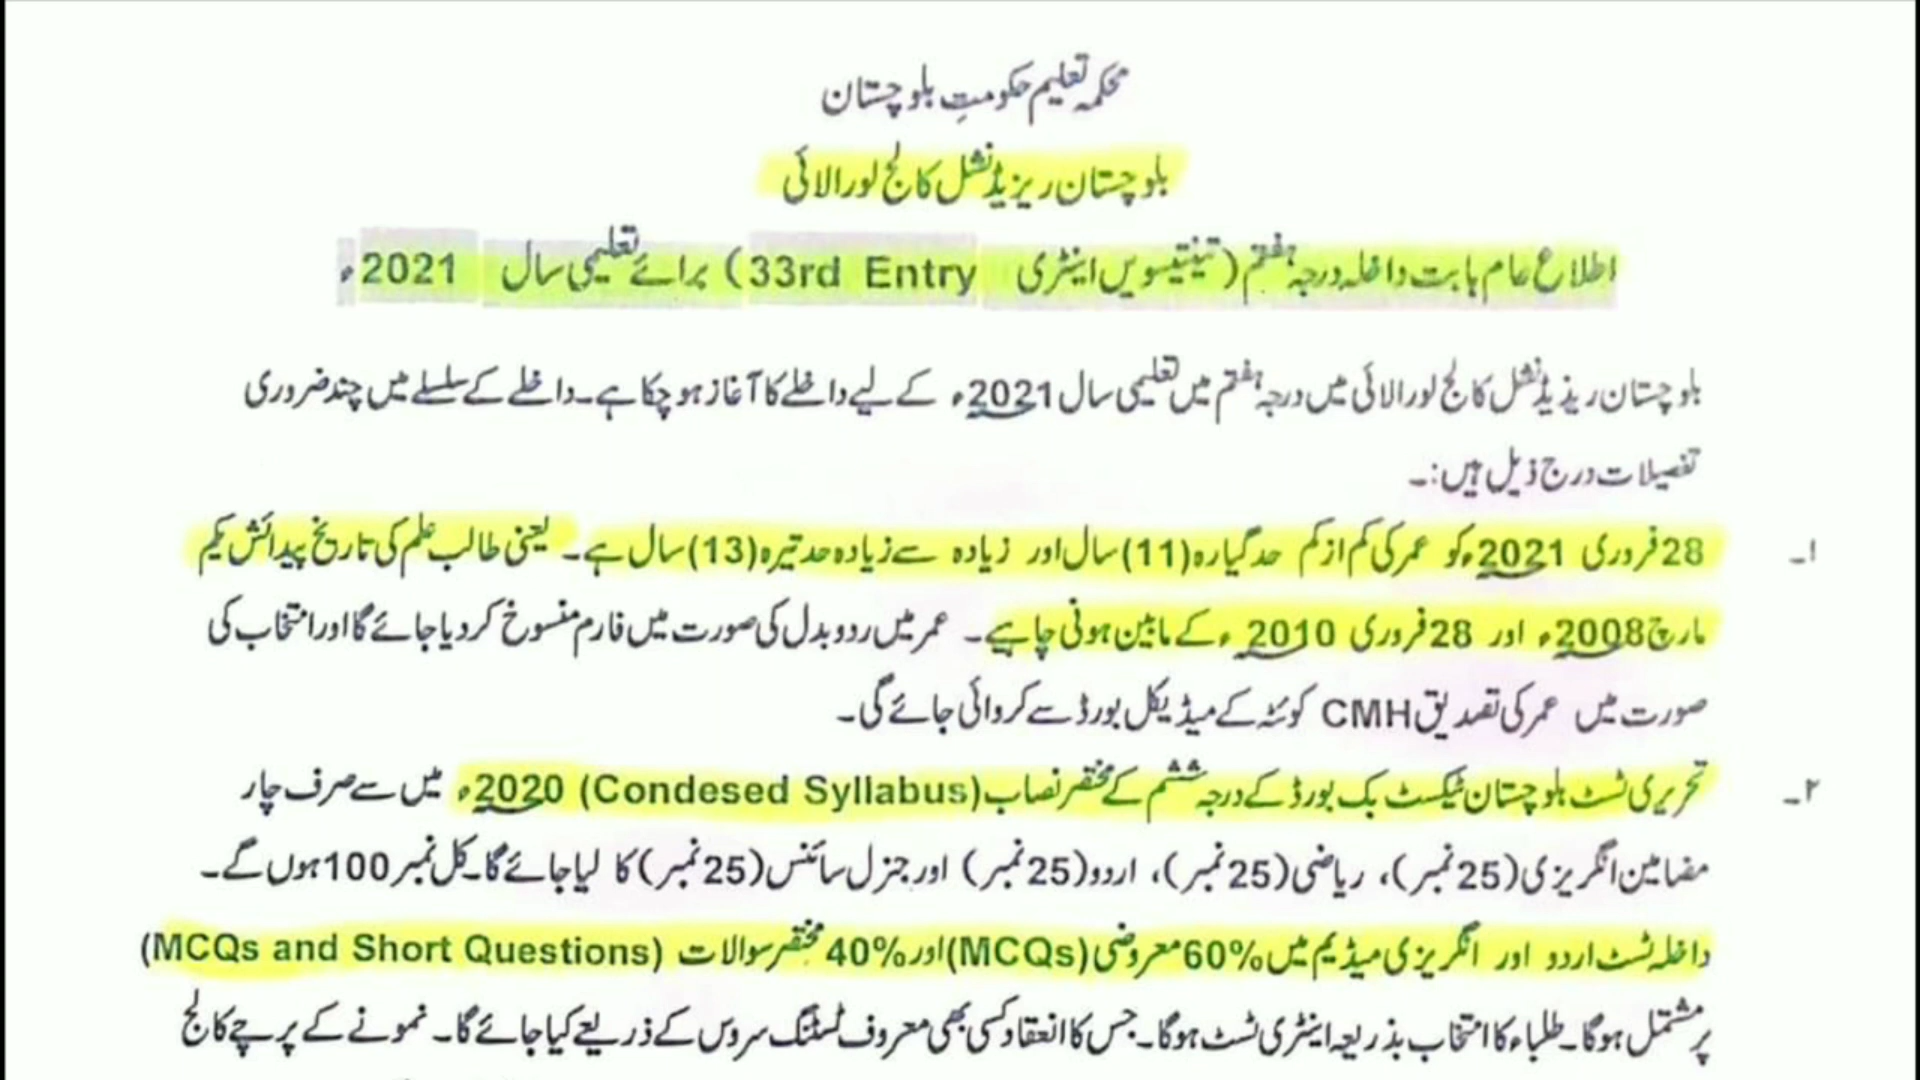 محکمہ تعلیم حکومتِ بلوچستان
بلوچستان ریزیڈنشل کالج لورالائی
اطلاع عام بابت داخلہ درجہ ہفتم (تینتیسویں اینٹری 33rd Entry) برائے تعلیمی سال 2021ء
بلوچستان ریذیڈنشل کالج لورالائی میں درجہ ہفتم میں تعلیمی سال 2021ء کے لیے داخلے کا آغاز ہو چکا ہے۔ داخلے کے سلسلے میں چند ضروری
تفصیلات درج ذیل ہیں:۔
۱۔ 28 فروری 2021ء کو عمر کی کم از کم حد گیارہ (11) سال اور زیادہ سے زیادہ حد تیرہ (13) سال ہے۔ یعنی طالب علم کی تاریخ پیدائش یکم
مارچ 2008ء اور 28 فروری 2010ء کے مابین ہونی چاہیے۔ عمر میں ردوبدل کی صورت میں فارم منسوخ کر دیا جائے گا اور انتخاب کی
صورت میں عمر کی تصدیق CMH کوئٹہ کے میڈیکل بورڈ سے کروائی جائے گی۔
۲۔ تحریری ٹسٹ بلوچستان ٹیکسٹ بک بورڈ کے درجہ ششم کے مختصر نصاب (Condesed Syllabus) 2020ء میں سے صرف چار
مضامین انگریزی (25 نمبر)، ریاضی (25 نمبر)، اردو (25 نمبر) اور جنرل سائنس (25 نمبر) کا لیا جائے گا۔ کل نمبر 100 ہوں گے۔
داخلہ ٹسٹ اردو اور انگریزی میڈیم میں 60% معروضی (MCQs) اور 40% مختصر سوالات (MCQs and Short Questions)
پر مشتمل ہوگا۔ طلباء کا انتخاب بذریعہ اینٹری ٹسٹ ہوگا۔ جس کا انعقاد کسی بھی معروف ٹسٹنگ سروس کے ذریعے کیا جائے گا۔ نمونے کے پرچے کالج